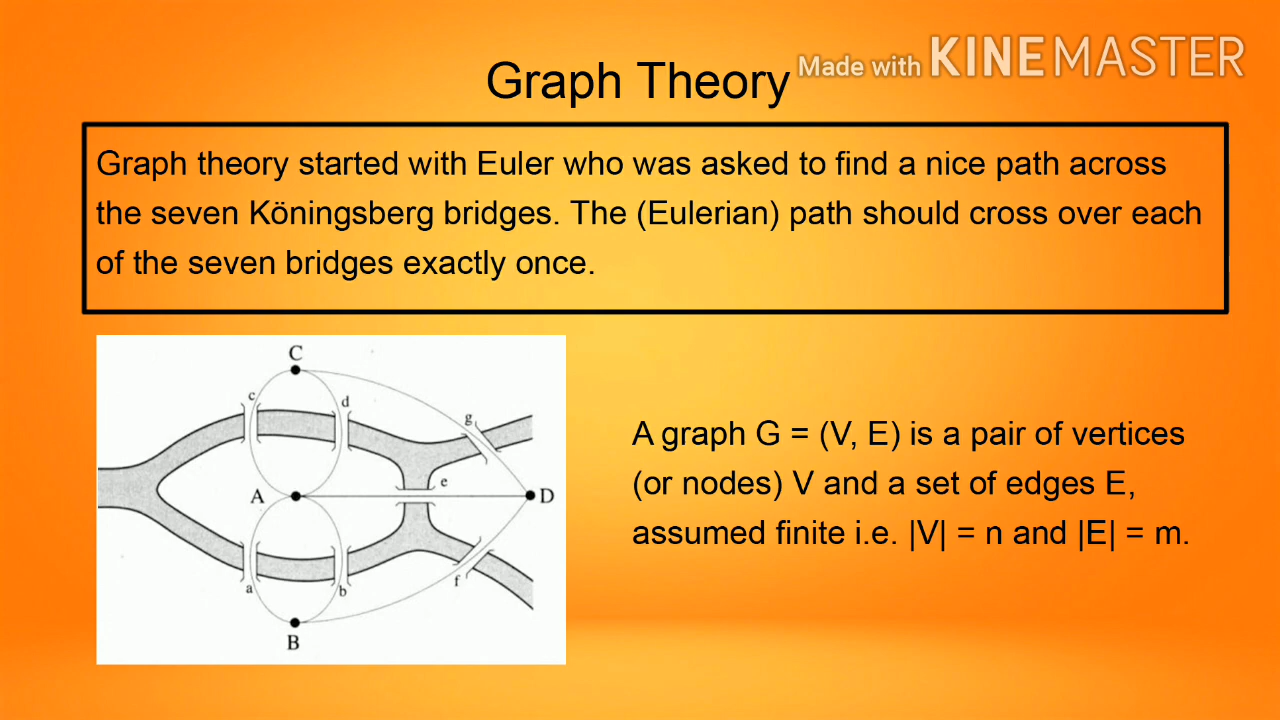 Made with KINEMASTER
Graph Theory
Graph theory started with Euler who was asked to find a nice path across
the seven Köningsberg bridges. The (Eulerian) path should cross over each
of the seven bridges exactly once.
C
c
d
g
A
e
D
a
b
f
B
A graph G = (V, E) is a pair of vertices
(or nodes) V and a set of edges E,
assumed finite i.e. |V| = n and |E| = m.